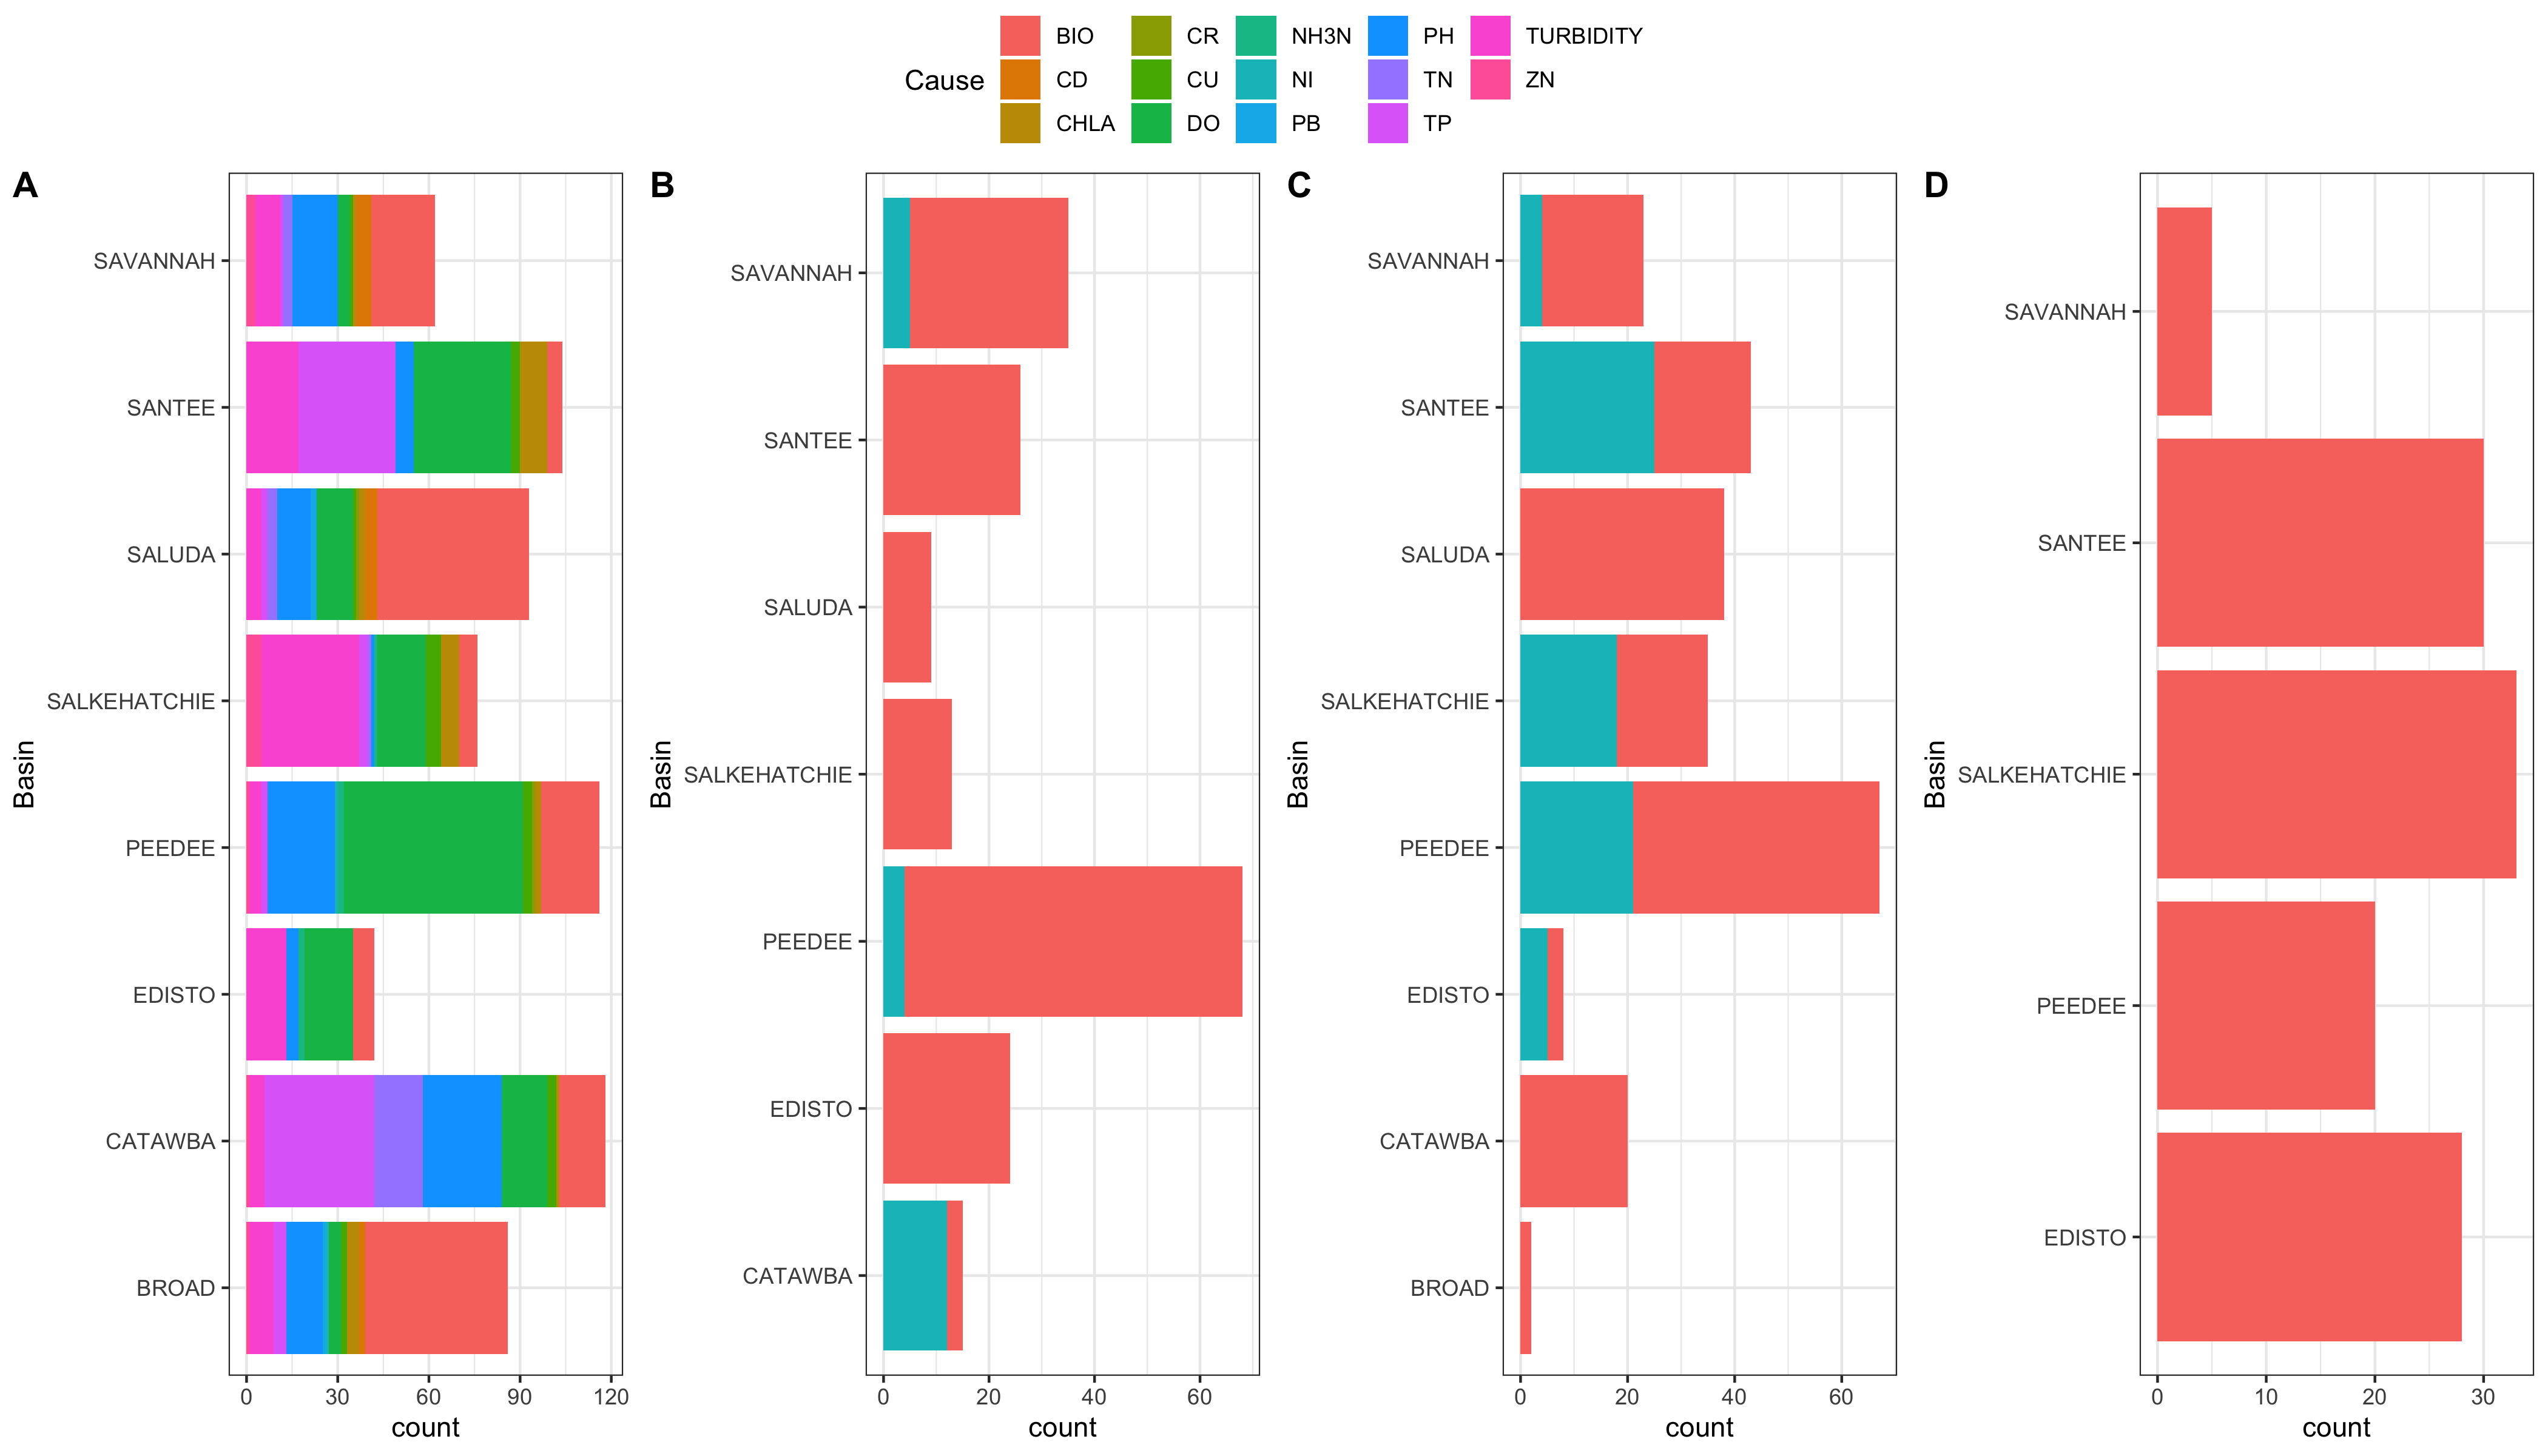 Cause
BIO CR NH3N PH TURBIDITY
CD CU NI TN ZN
CHLA DO PB TP
A
Basin
SAVANNAH
SANTEE
SALUDA
SALKEHATCHIE
PEEDEE
EDISTO
CATAWBA
BROAD
0 30 60 90 120
count
B
Basin
SAVANNAH
SANTEE
SALUDA
SALKEHATCHIE
PEEDEE
EDISTO
CATAWBA
0 20 40 60
count
C
Basin
SAVANNAH
SANTEE
SALUDA
SALKEHATCHIE
PEEDEE
EDISTO
CATAWBA
BROAD
0 20 40 60
count
D
Basin
SAVANNAH
SANTEE
SALKEHATCHIE
PEEDEE
EDISTO
0 10 20 30
count